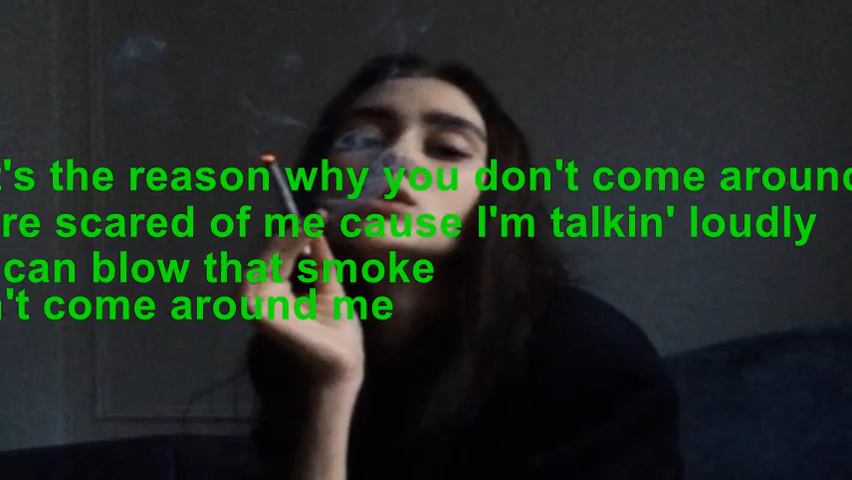 's the reason why you don't come around
re scared of me cause I'm talkin' loudly
can blow that smoke
't come around me